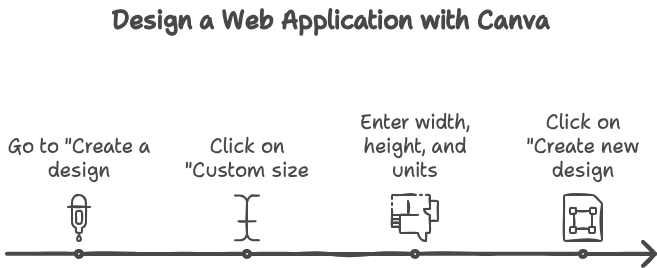 Design a Web Application with Canva
Go to "Create a
design
Click on
"Custom size
Enter width,
height, and
units
Click on
"Create new
design